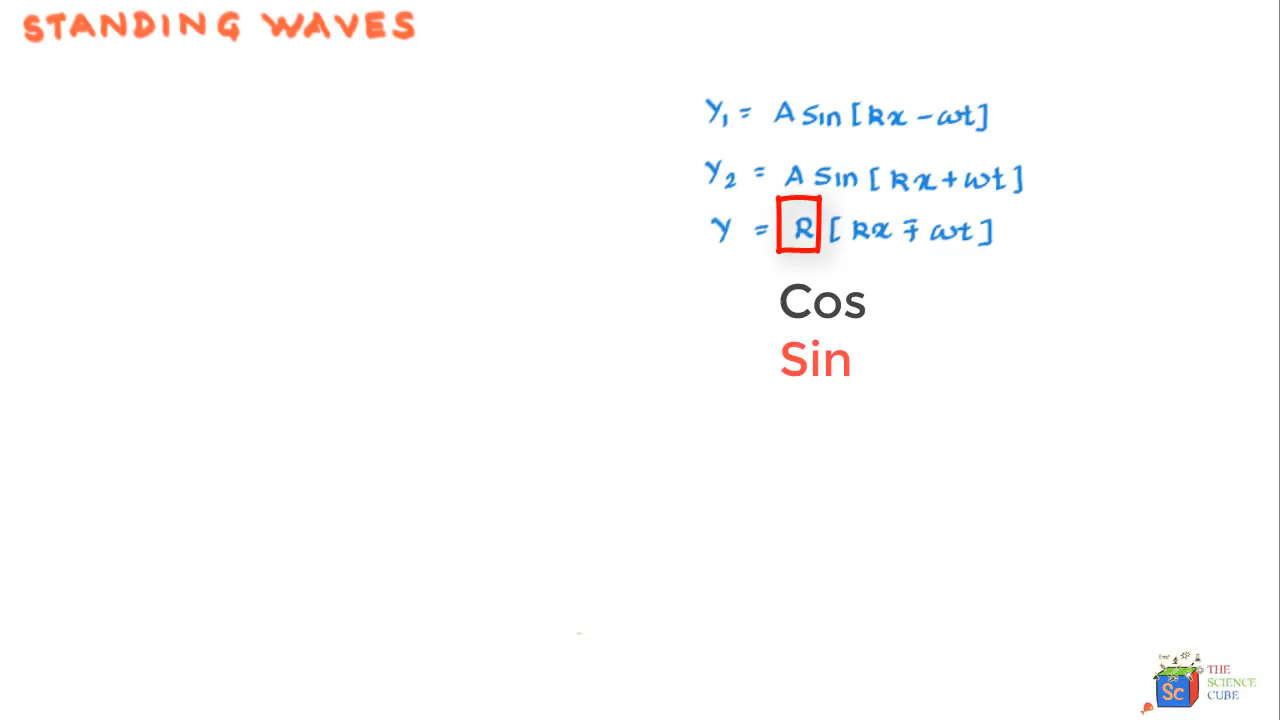 STANDING WAVES
Y₁ = A Sin [kx - ωt]
Y₂ = A Sin [kx + ωt]
Y = R [kx ∓ ωt]
Cos
Sin
Sc
THE
SCIENCE
CUBE